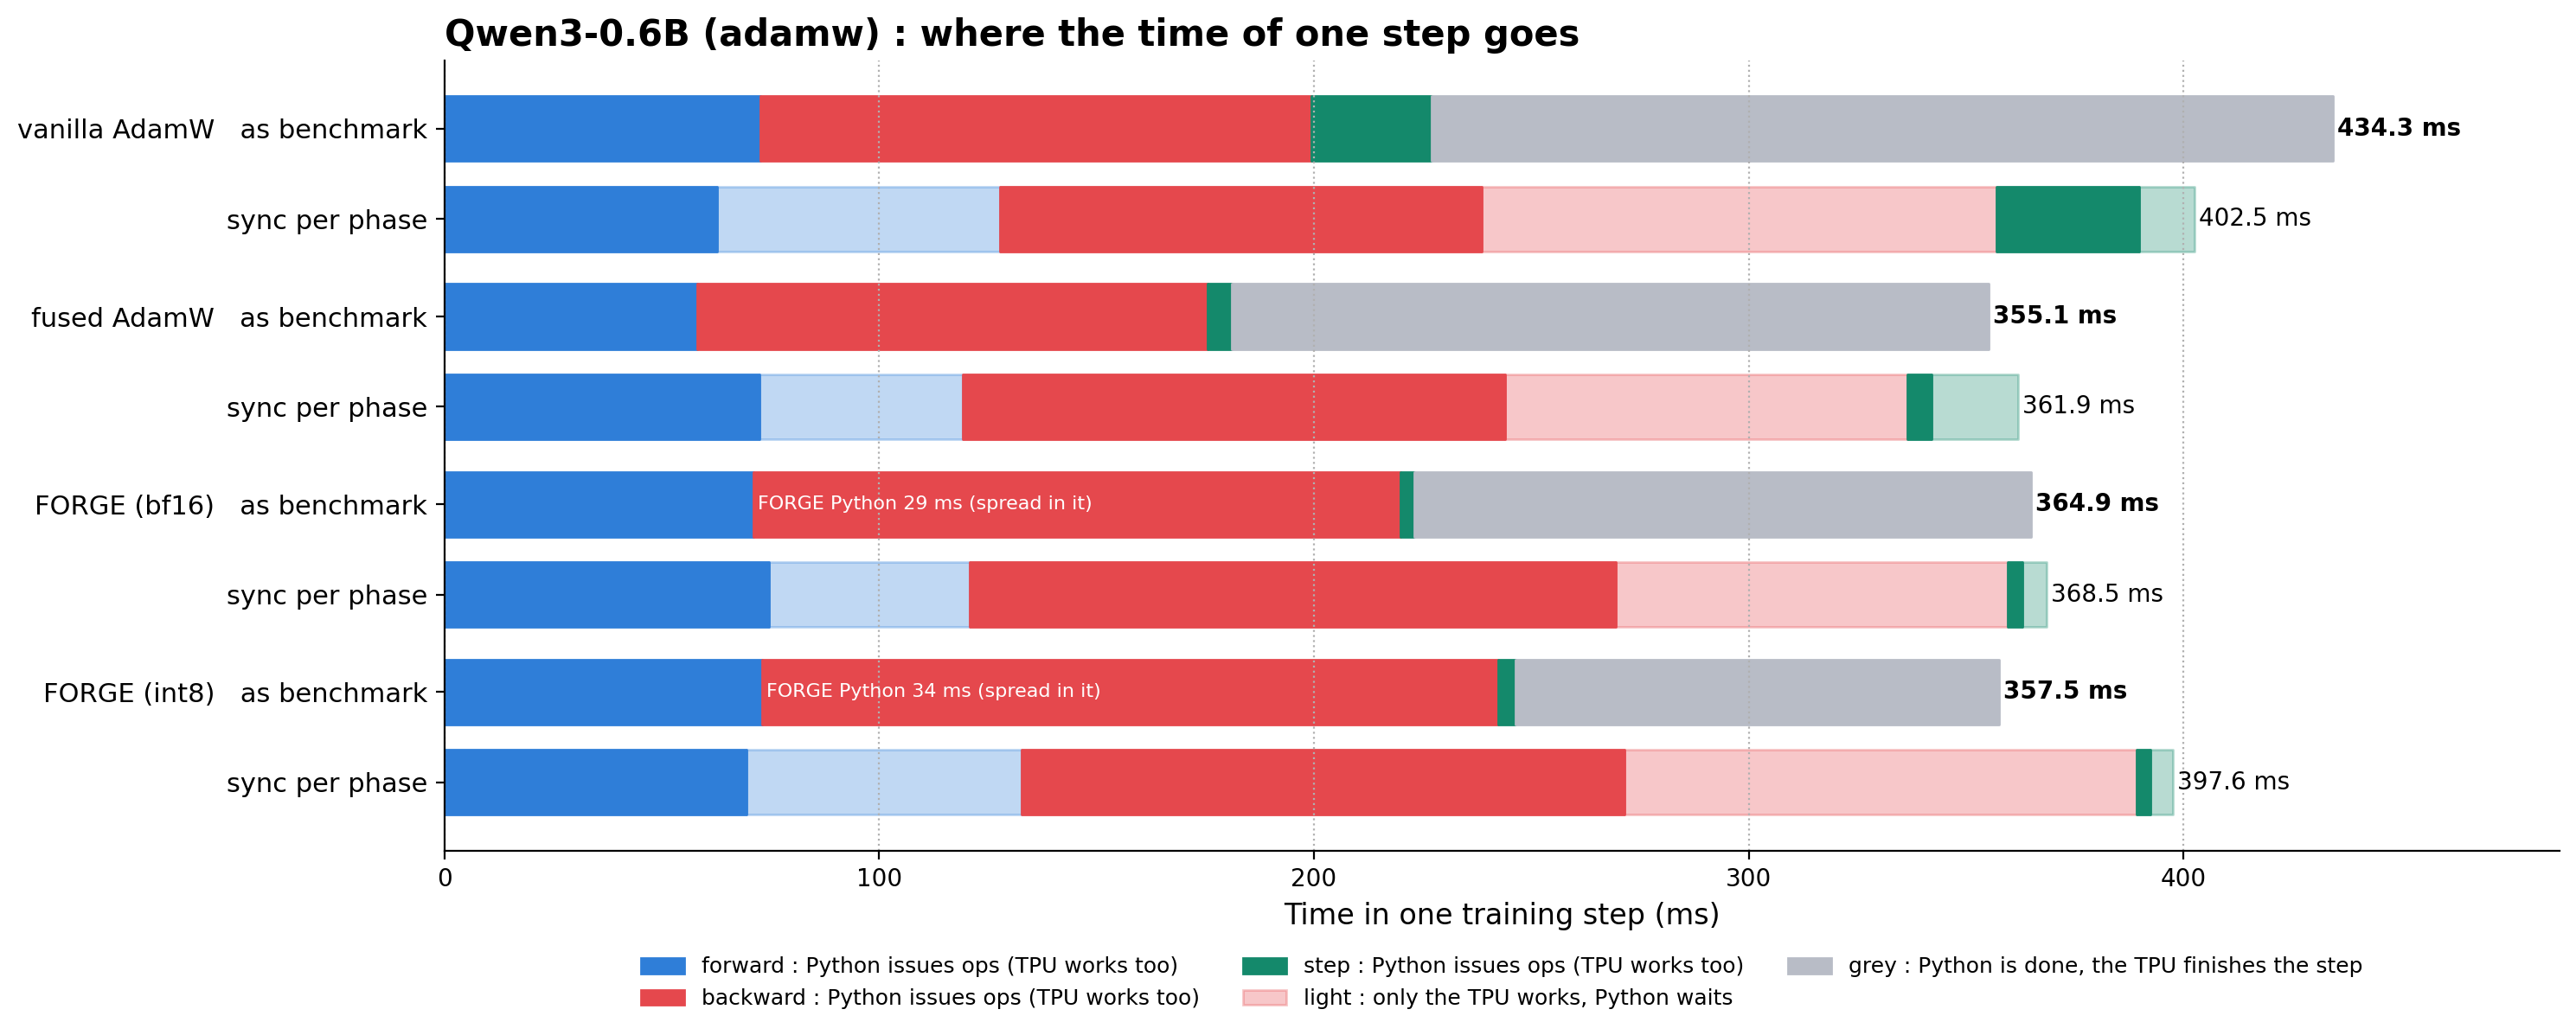 Qwen3-0.6B (adamw) : where the time of one step goes
vanilla AdamW as benchmark
434.3 ms
sync per phase
402.5 ms
fused AdamW as benchmark
355.1 ms
sync per phase
361.9 ms
FORGE (bf16) as benchmark
FORGE Python 29 ms (spread in it)
364.9 ms
sync per phase
368.5 ms
FORGE (int8) as benchmark
FORGE Python 34 ms (spread in it)
357.5 ms
sync per phase
397.6 ms
0 100 200 300 400
Time in one training step (ms)
forward : Python issues ops (TPU works too)
backward : Python issues ops (TPU works too)
step : Python issues ops (TPU works too)
light : only the TPU works, Python waits
grey : Python is done, the TPU finishes the step